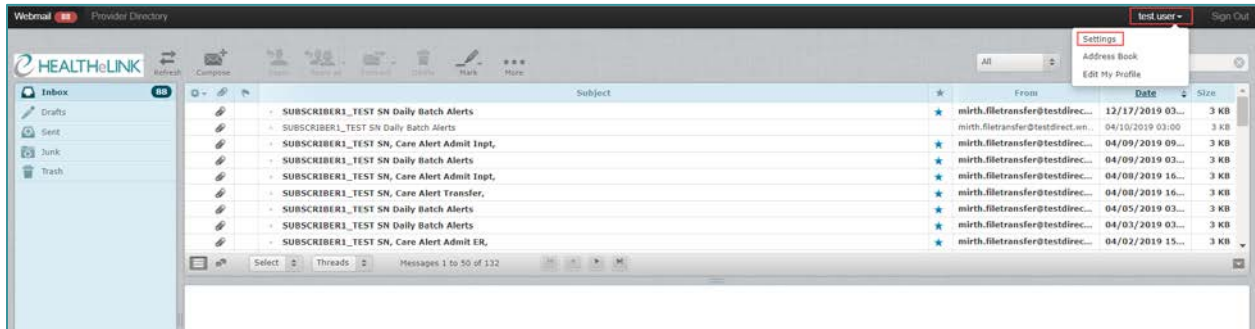 Webmail 88 Provider Directory test.user Sign Out
Settings
Address Book
Edit My Profile
HEALTHeLINK Refresh Compose Delete Mark More All
Inbox 88
Drafts
Sent
Junk
Trash
Subject From Date Size
SUBSCRIBER1_TEST SN Daily Batch Alerts mirth.filetransfer@testdirec... 12/17/2019 03... 3 KB
SUBSCRIBER1_TEST SN Daily Batch Alerts mirth.filetransfer@testdirect.wn... 04/10/2019 03:00 3 KB
SUBSCRIBER1_TEST SN, Care Alert Admit Inpt, mirth.filetransfer@testdirec... 04/09/2019 09... 3 KB
SUBSCRIBER1_TEST SN Daily Batch Alerts mirth.filetransfer@testdirec... 04/09/2019 03... 3 KB
SUBSCRIBER1_TEST SN, Care Alert Admit Inpt, mirth.filetransfer@testdirec... 04/08/2019 16... 3 KB
SUBSCRIBER1_TEST SN, Care Alert Transfer, mirth.filetransfer@testdirec... 04/08/2019 16... 3 KB
SUBSCRIBER1_TEST SN Daily Batch Alerts mirth.filetransfer@testdirec... 04/05/2019 03... 3 KB
SUBSCRIBER1_TEST SN Daily Batch Alerts mirth.filetransfer@testdirec... 04/03/2019 03... 3 KB
SUBSCRIBER1_TEST SN, Care Alert Admit ER, mirth.filetransfer@testdirec... 04/02/2019 15... 3 KB
Select Threads Messages 1 to 50 of 132